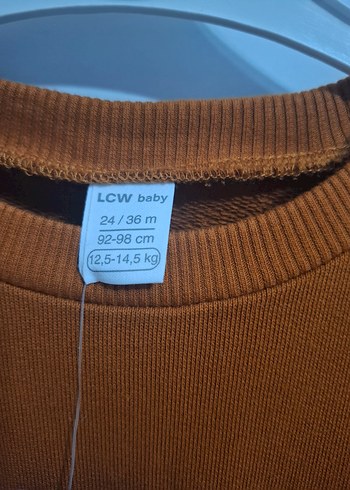 LCW baby
24 / 36 m
92-98 cm
12,5-14,5 kg